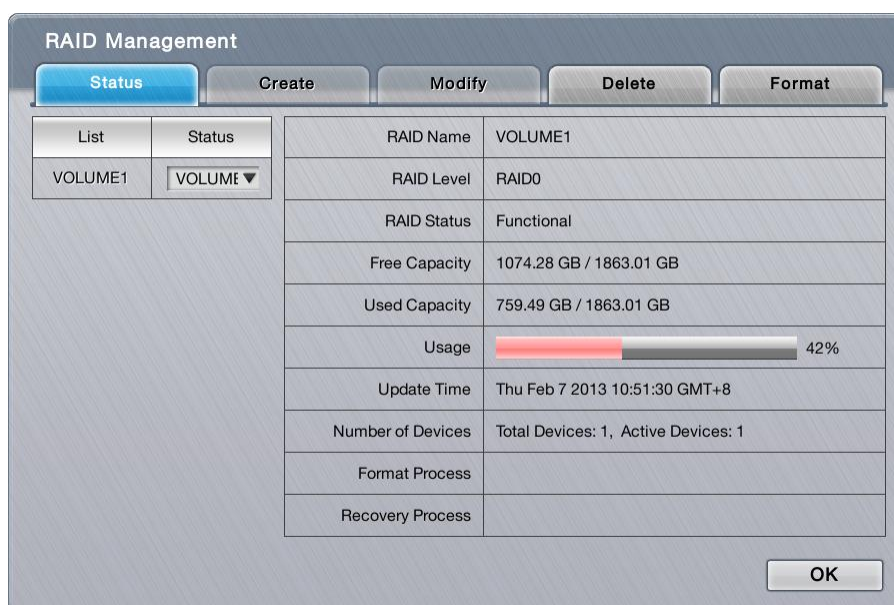 RAID Management
Status Create Modify Delete Format
List Status
VOLUME1 VOLUME
RAID Name VOLUME1
RAID Level RAID0
RAID Status Functional
Free Capacity 1074.28 GB / 1863.01 GB
Used Capacity 759.49 GB / 1863.01 GB
Usage 42%
Update Time Thu Feb 7 2013 10:51:30 GMT+8
Number of Devices Total Devices: 1, Active Devices: 1
Format Process
Recovery Process
OK